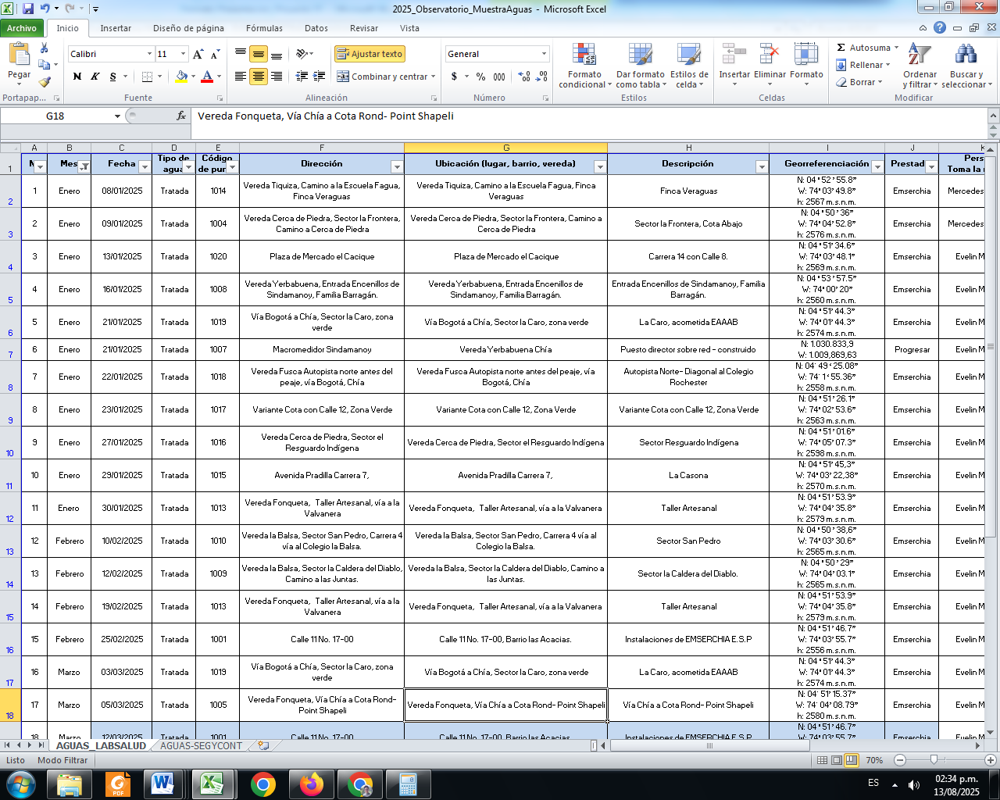 2025_Observatorio_MuestraAguas - Microsoft Excel
Archivo Inicio Insertar Diseño de página Fórmulas Datos Revisar Vista
Pegar
Calibri 11
N K S
Ajustar texto
Combinar y centrar
General
$ % 000
Formato condicional
Dar formato como tabla
Estilos de celda
Insertar Eliminar Formato
Autosuma
Rellenar
Borrar
Ordenar y filtrar
Buscar y seleccionar
Portapap... Fuente Alineación Número Estilos Celdas Modificar
G18 fx Vereda Fonqueta, Vía Chía a Cota Rond- Point Shapeli
A B C D E F G H I J K
1 N Mes Fecha Tipo de agua Código de pun Dirección Ubicación (lugar, barrio, vereda) Descripción Georreferenciación Prestad Pers Toma la
2 1 Enero 08/01/2025 Tratada 1014 Vereda Tiquiza, Camino a la Escuela Fagua, Finca Veraguas Vereda Tiquiza, Camino a la Escuela Fagua, Finca Veraguas Finca Veraguas N: 04° 52' 55.8" W: 74° 03' 49.8" h: 2567 m.s.n.m. Emserchia Mercedes
3 2 Enero 09/01/2025 Tratada 1004 Vereda Cerca de Piedra, Sector la Frontera, Camino a Cerca de Piedra Vereda Cerca de Piedra, Sector la Frontera, Camino a Cerca de Piedra Sector la Frontera, Cota Abajo N: 04° 50' 36" W: 74° 04' 52.8" h: 2576 m.s.n.m. Emserchia Mercedes
4 3 Enero 13/01/2025 Tratada 1020 Plaza de Mercado el Cacique Plaza de Mercado el Cacique Carrera 14 con Calle 8. N: 04° 51' 34.6" W: 74° 03' 48.1" h: 2569 m.s.n.m. Emserchia Evelin M
5 4 Enero 16/01/2025 Tratada 1008 Vereda Yerbabuena, Entrada Encenillos de Sindamanoy, Familia Barragán. Vereda Yerbabuena, Entrada Encenillos de Sindamanoy, Familia Barragán. Entrada Encenillos de Sindamanoy, Familia Barragán. N: 04° 53' 57.5" W: 74° 00' 20" h: 2560 m.s.n.m. Emserchia Evelin M
6 5 Enero 21/01/2025 Tratada 1019 Vía Bogotá a Chía, Sector la Caro, zona verde Vía Bogotá a Chía, Sector la Caro, zona verde La Caro, acometida EAAAB N: 04° 51' 44.3" W: 74° 01' 44.3" h: 2574 m.s.n.m. Emserchia Evelin M
7 6 Enero 21/01/2025 Tratada 1007 Macromedidor Sindamanoy Vereda Yerbabuena Chía Puesto director sobre red - construido N: 1.030.833,9 W: 1.009,869,63 Progresar Evelin M
8 7 Enero 22/01/2025 Tratada 1018 Vereda Fusca Autopista norte antes del peaje, vía Bogotá, Chía Vereda Fusca Autopista norte antes del peaje, vía Bogotá, Chía Autopista Norte- Diagonal al Colegio Rochester N: 04° 49' 25.08" W: 74° 1' 55.36" h: 2558 m.s.n.m. Emserchia Evelin M
9 8 Enero 23/01/2025 Tratada 1017 Variante Cota con Calle 12, Zona Verde Variante Cota con Calle 12, Zona Verde Variante Cota con Calle 12, Zona Verde N: 04° 51' 26.1" W: 74° 02' 53.6" h: 2563 m.s.n.m. Emserchia Evelin M
10 9 Enero 27/01/2025 Tratada 1016 Vereda Cerca de Piedra, Sector el Resguardo Indígena Vereda Cerca de Piedra, Sector el Resguardo Indígena Sector Resguardo Indígena N: 04° 51' 01.6" W: 74° 05' 07.3" h: 2598 m.s.n.m. Emserchia Evelin M
11 10 Enero 29/01/2025 Tratada 1015 Avenida Pradilla Carrera 7, Avenida Pradilla Carrera 7, La Casona N: 04° 51' 45,3" W: 74° 03' 22,38" h: 2570 m.s.n.m. Emserchia Evelin M
12 11 Enero 30/01/2025 Tratada 1013 Vereda Fonqueta, Taller Artesanal, vía a la Valvanera Vereda Fonqueta, Taller Artesanal, vía a la Valvanera Taller Artesanal N: 04° 51' 53.9" W: 74° 04' 35.8" h: 2579 m.s.n.m. Emserchia Evelin M
13 12 Febrero 10/02/2025 Tratada 1010 Vereda la Balsa, Sector San Pedro, Carrera 4 vía al Colegio la Balsa. Vereda la Balsa, Sector San Pedro, Carrera 4 vía al Colegio la Balsa. Sector San Pedro N: 04° 50' 38,6" W: 74° 03' 30.6" h: 2565 m.s.n.m. Emserchia Evelin M
14 13 Febrero 12/02/2025 Tratada 1009 Vereda la Balsa, Sector la Caldera del Diablo, Camino a las Juntas. Vereda la Balsa, Sector la Caldera del Diablo, Camino a las Juntas. Sector la Caldera del Diablo. N: 04° 50' 29" W: 74° 04' 03.1" h: 2565 m.s.n.m. Emserchia Evelin M
15 14 Febrero 19/02/2025 Tratada 1013 Vereda Fonqueta, Taller Artesanal, vía a la Valvanera Vereda Fonqueta, Taller Artesanal, vía a la Valvanera Taller Artesanal N: 04° 51' 53.9" W: 74° 04' 35.8" h: 2579 m.s.n.m. Emserchia Evelin M
16 15 Febrero 25/02/2025 Tratada 1001 Calle 11 No. 17-00 Calle 11 No. 17-00, Barrio las Acacias. Instalaciones de EMSERCHIA E.S.P N: 04° 51' 46.7" W: 74° 03' 55.7" h: 2556 m.s.n.m. Emserchia Evelin M
17 16 Marzo 03/03/2025 Tratada 1019 Vía Bogotá a Chía, Sector la Caro, zona verde Vía Bogotá a Chía, Sector la Caro, zona verde La Caro, acometida EAAAB N: 04° 51' 44.3" W: 74° 01' 44.3" h: 2574 m.s.n.m. Emserchia Evelin M
18 17 Marzo 05/03/2025 Tratada 1005 Vereda Fonqueta, Vía Chía a Cota Rond- Point Shapeli Vereda Fonqueta, Vía Chía a Cota Rond- Point Shapeli Vía Chía a Cota Rond- Point Shapeli N: 04° 51' 15.37" W: 74° 04' 08.79" h: 2580 m.s.n.m. Emserchia Evelin M
18 Marzo 12/03/2025 Tratada 1001 Calle 11 No. 17-00 Calle 11 No. 17-00, Barrio las Acacias. Instalaciones de EMSERCHIA E.S.P N: 04° 51' 46.7" W: 74° 03' 55.7" Emserchia Evelin M
AGUAS_LABSALUD AGUAS-SEGYCONT
Listo Modo Filtrar 70%
PDF
ES 02:34 p.m.
13/08/2025